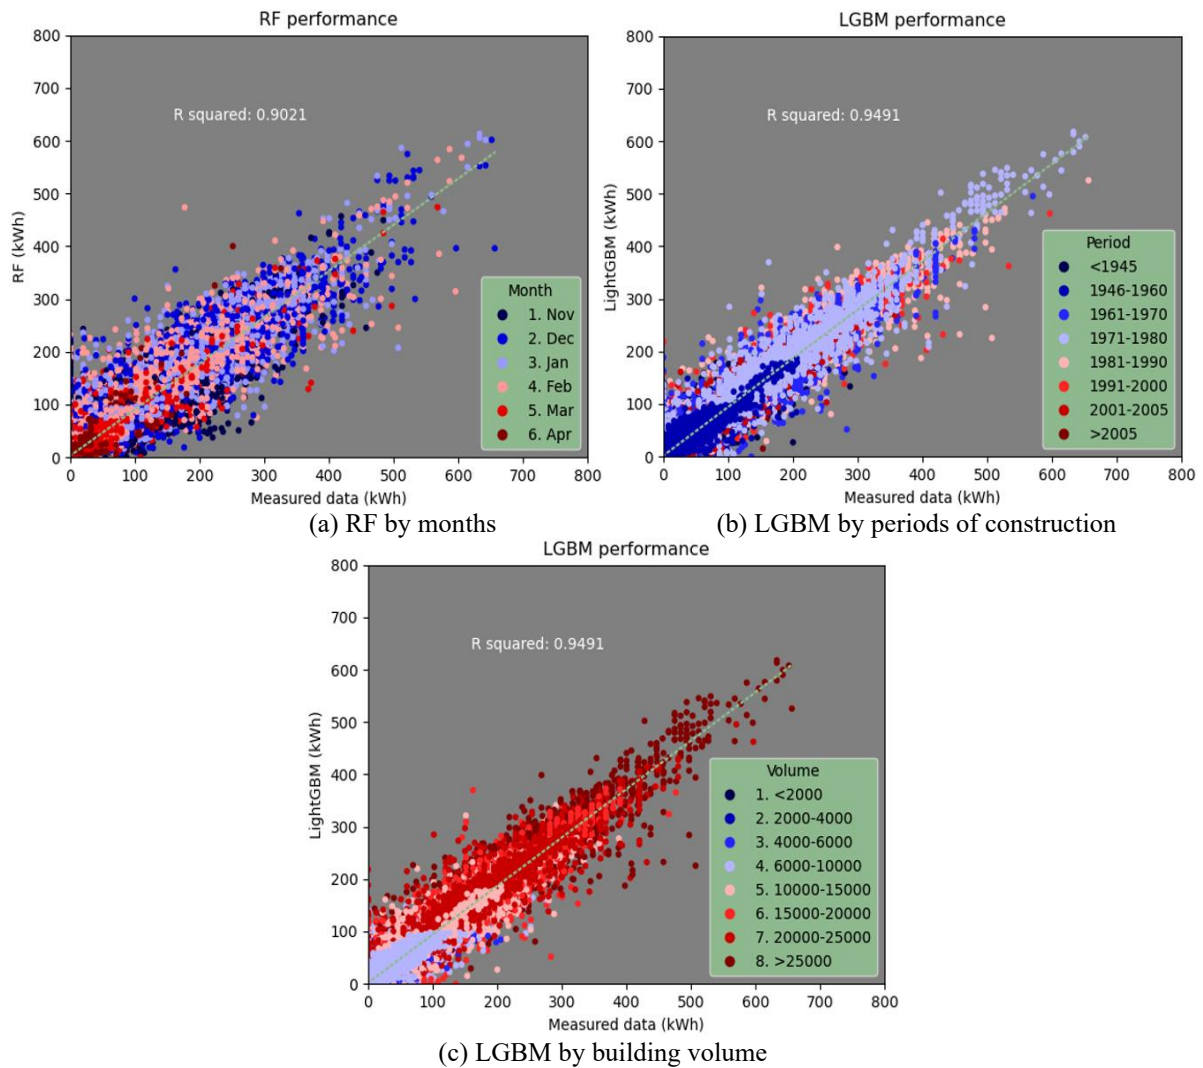 RF performance
800
700
600
500
400
300
200
100
0
RF (kWh)
R squared: 0.9021
Month
1. Nov
2. Dec
3. Jan
4. Feb
5. Mar
6. Apr
0 100 200 300 400 500 600 700 800
Measured data (kWh)
(a) RF by months
LGBM performance
800
700
600
500
400
300
200
100
0
LightGBM (kWh)
R squared: 0.9491
Period
<1945
1946-1960
1961-1970
1971-1980
1981-1990
1991-2000
2001-2005
>2005
0 100 200 300 400 500 600 700 800
Measured data (kWh)
(b) LGBM by periods of construction
LGBM performance
800
700
600
500
400
300
200
100
0
LightGBM (kWh)
R squared: 0.9491
Volume
1. <2000
2. 2000-4000
3. 4000-6000
4. 6000-10000
5. 10000-15000
6. 15000-20000
7. 20000-25000
8. >25000
0 100 200 300 400 500 600 700 800
Measured data (kWh)
(c) LGBM by building volume